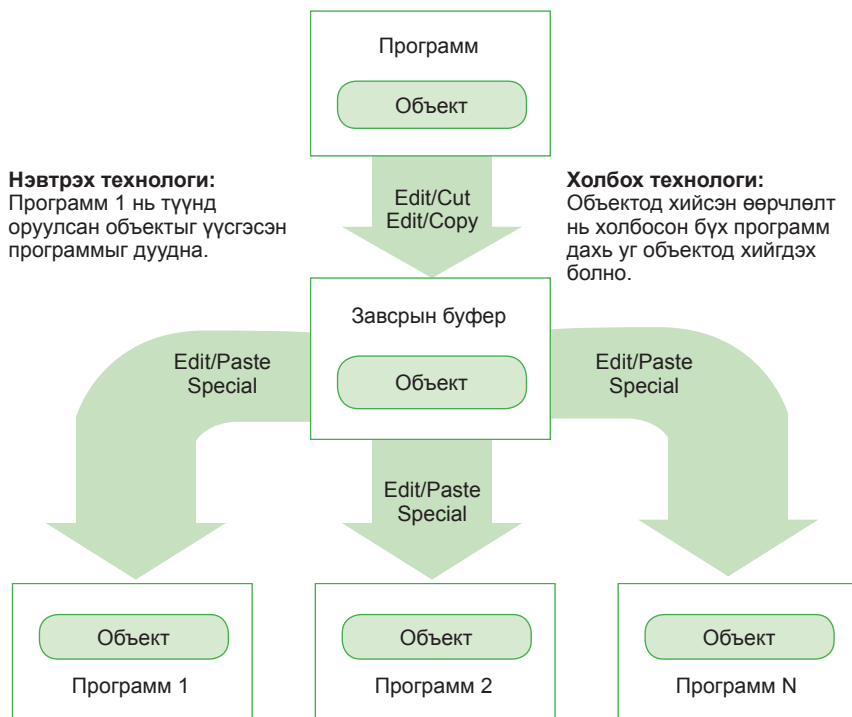 Программ
Объект
Нэвтрэх технологи:
Программ 1 нь түүнд
оруулсан объектыг үүсгэсэн
программыг дуудна.
Edit/Cut
Edit/Copy
Холбох технологи:
Объектод хийсэн өөрчлөлт
нь холбосон бүх программ
дахь уг объектод хийгдэх
болно.
Завсрын буфер
Объект
Edit/Paste
Special
Edit/Paste
Special
Edit/Paste
Special
Объект
Программ 1
Объект
Программ 2
Объект
Программ N